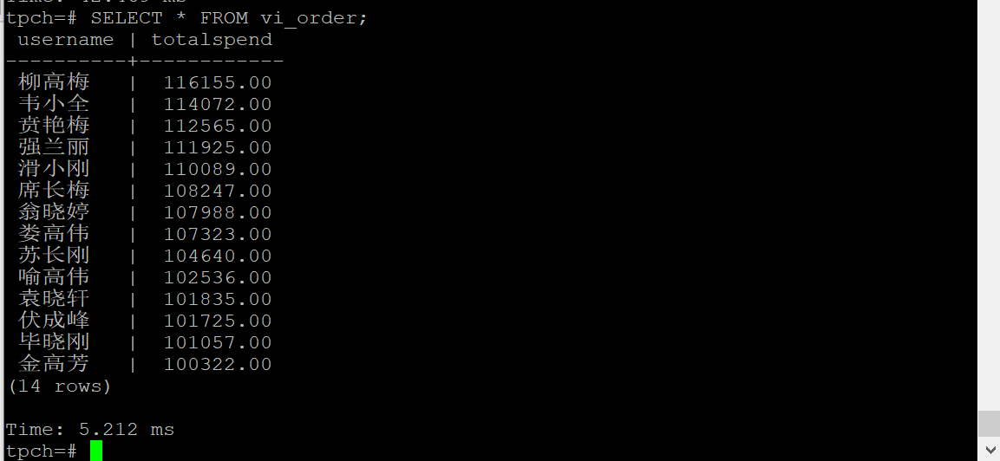 tpch=# SELECT * FROM vi_order;
username | totalspend
----------+------------
柳高梅 | 116155.00
韦小全 | 114072.00
贲艳梅 | 112565.00
强兰丽 | 111925.00
滑小刚 | 110089.00
席长梅 | 108247.00
翁晓婷 | 107988.00
娄高伟 | 107323.00
苏长刚 | 104640.00
喻高伟 | 102536.00
袁晓轩 | 101835.00
伏成峰 | 101725.00
毕晓刚 | 101057.00
金高芳 | 100322.00
(14 rows)
Time: 5.212 ms
tpch=#